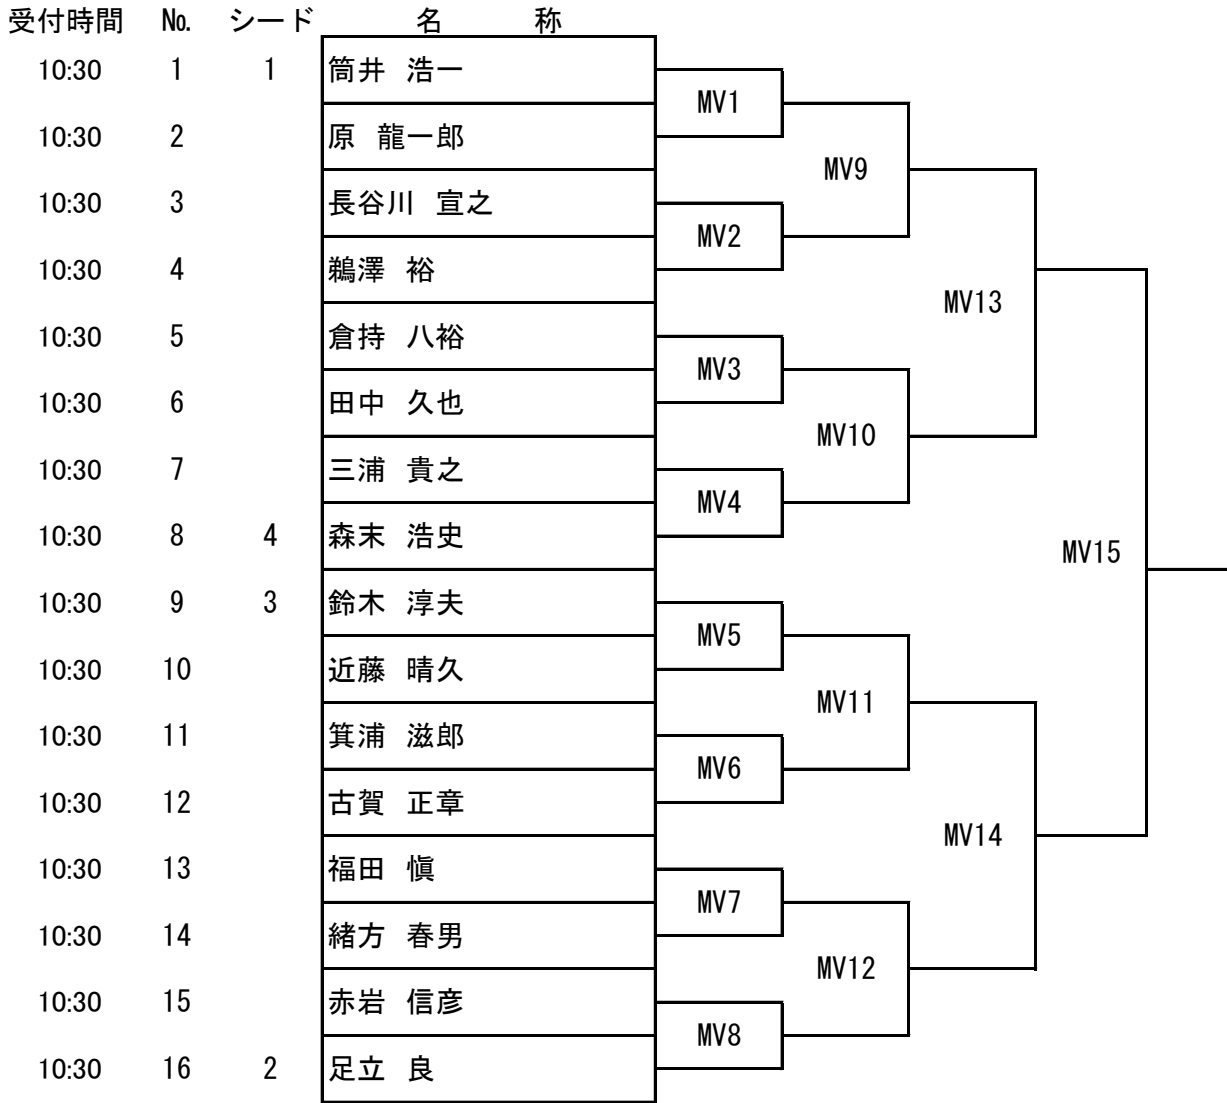 受付時間 №. シード 名 称
10:30 1 1 筒井 浩一
MV1
10:30 2 原 龍一郎
MV9
10:30 3 長谷川 宣之
MV2
10:30 4 鵜澤 裕
MV13
10:30 5 倉持 八裕
MV3
10:30 6 田中 久也
MV10
10:30 7 三浦 貴之
MV4
10:30 8 4 森末 浩史
MV15
10:30 9 3 鈴木 淳夫
MV5
10:30 10 近藤 晴久
MV11
10:30 11 箕浦 滋郎
MV6
10:30 12 古賀 正章
MV14
10:30 13 福田 愼
MV7
10:30 14 緒方 春男
MV12
10:30 15 赤岩 信彦
MV8
10:30 16 2 足立 良